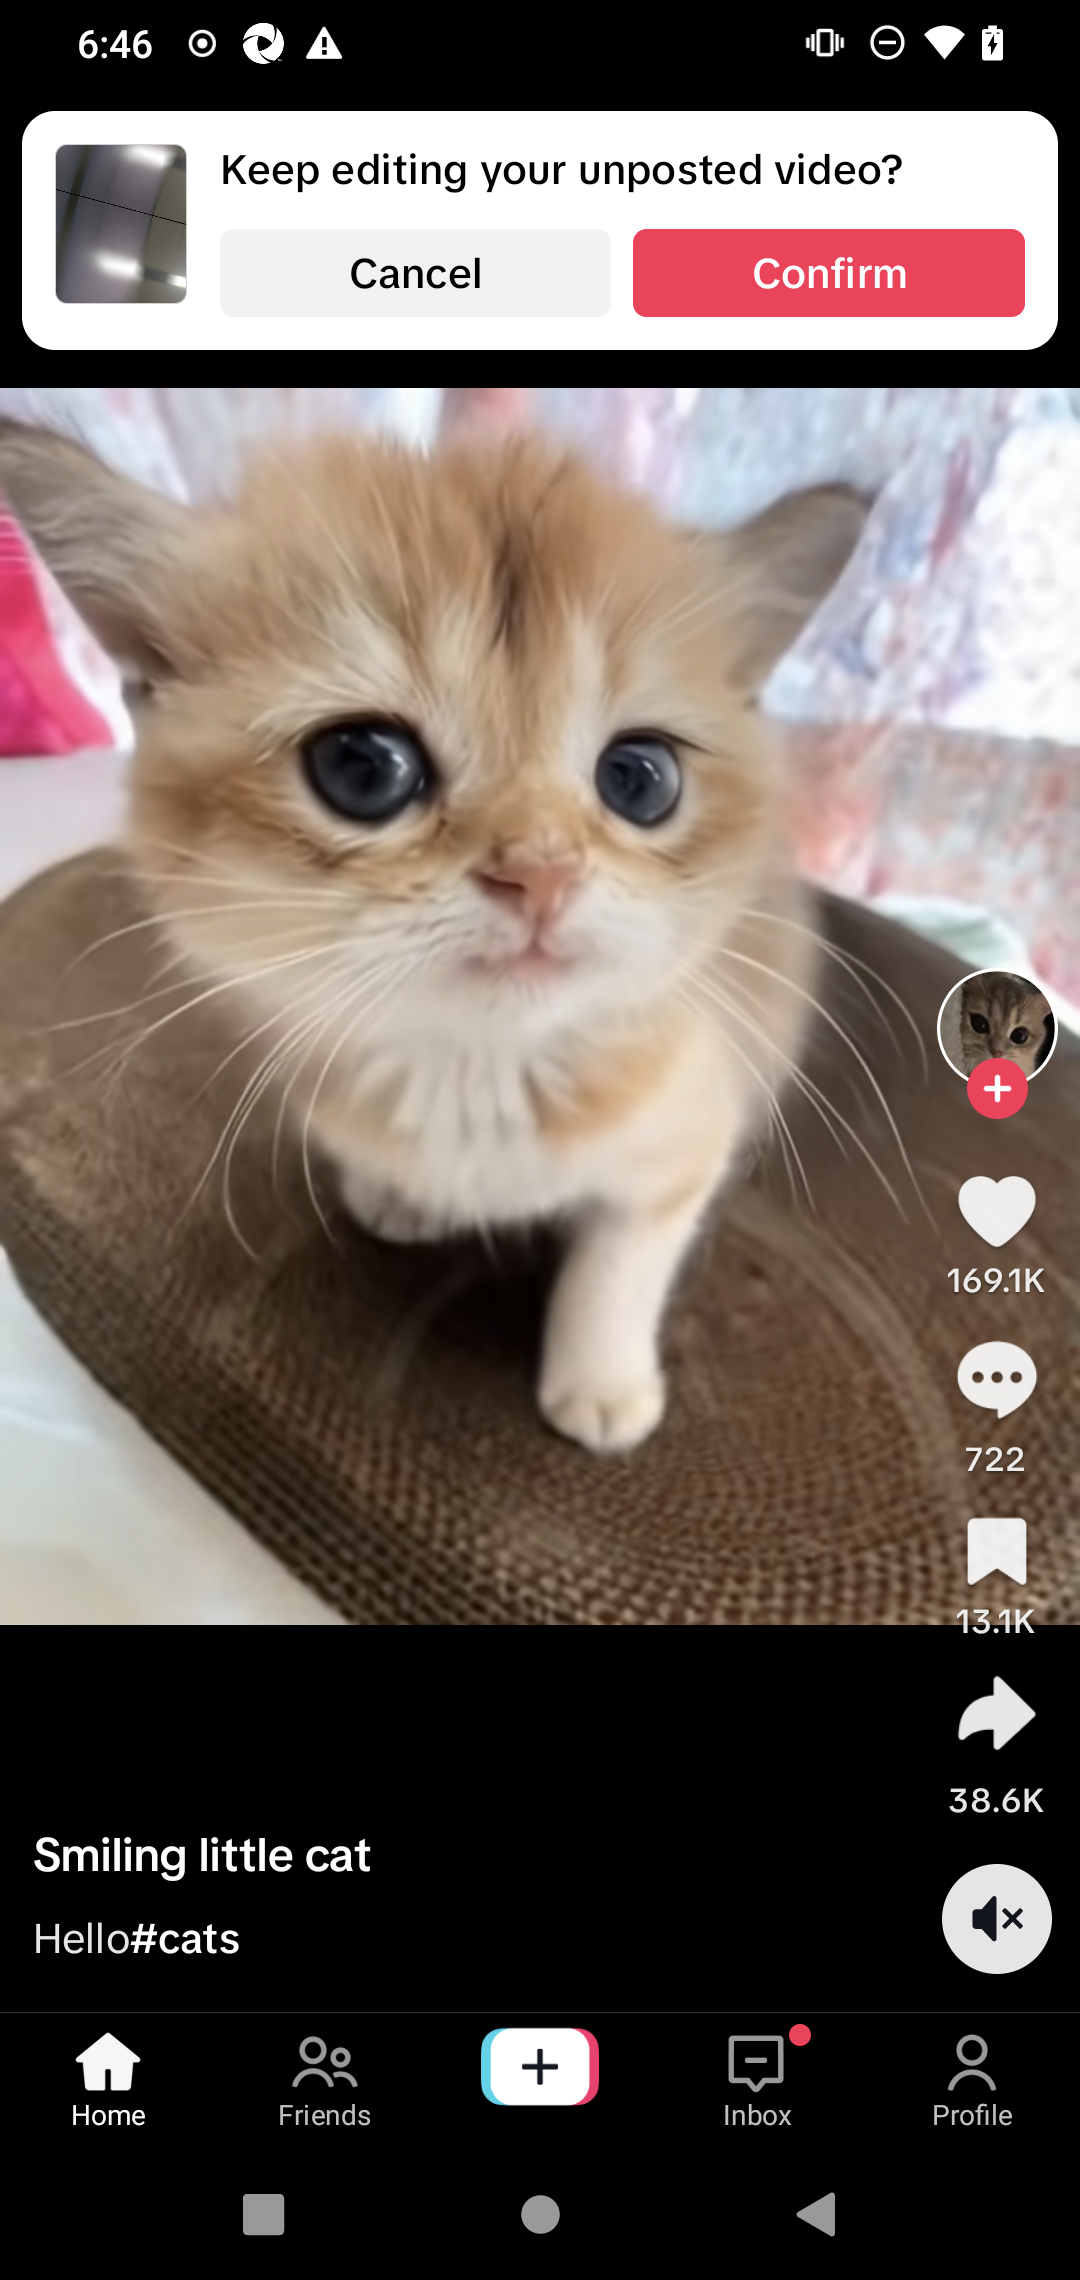 6:46
Keep editing your unposted video?
Cancel
Confirm
169.1K
722
13.1K
38.6K
Smiling little cat
Hello#cats
Home
Friends
Inbox
Profile